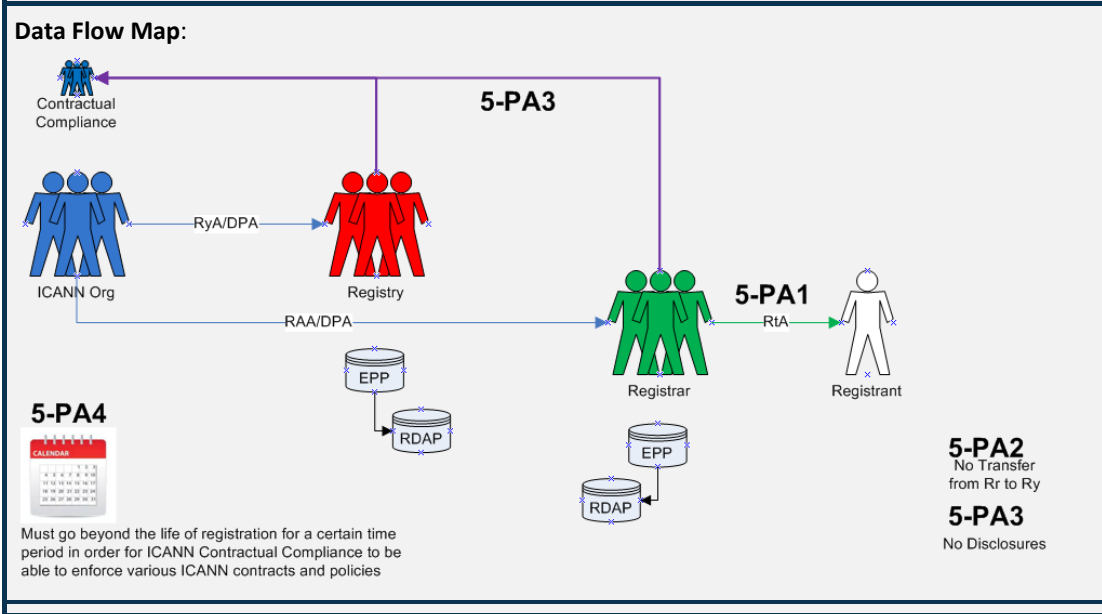 Data Flow Map:
Contractual
Compliance
5-PA3
RyA/DPA
ICANN Org
Registry
RAA/DPA
5-PA1
RtA
Registrar
Registrant
EPP
RDAP
EPP
RDAP
5-PA4
CALENDAR
Must go beyond the life of registration for a certain time
period in order for ICANN Contractual Compliance to be
able to enforce various ICANN contracts and policies
5-PA2
No Transfer
from Rr to Ry
5-PA3
No Disclosures